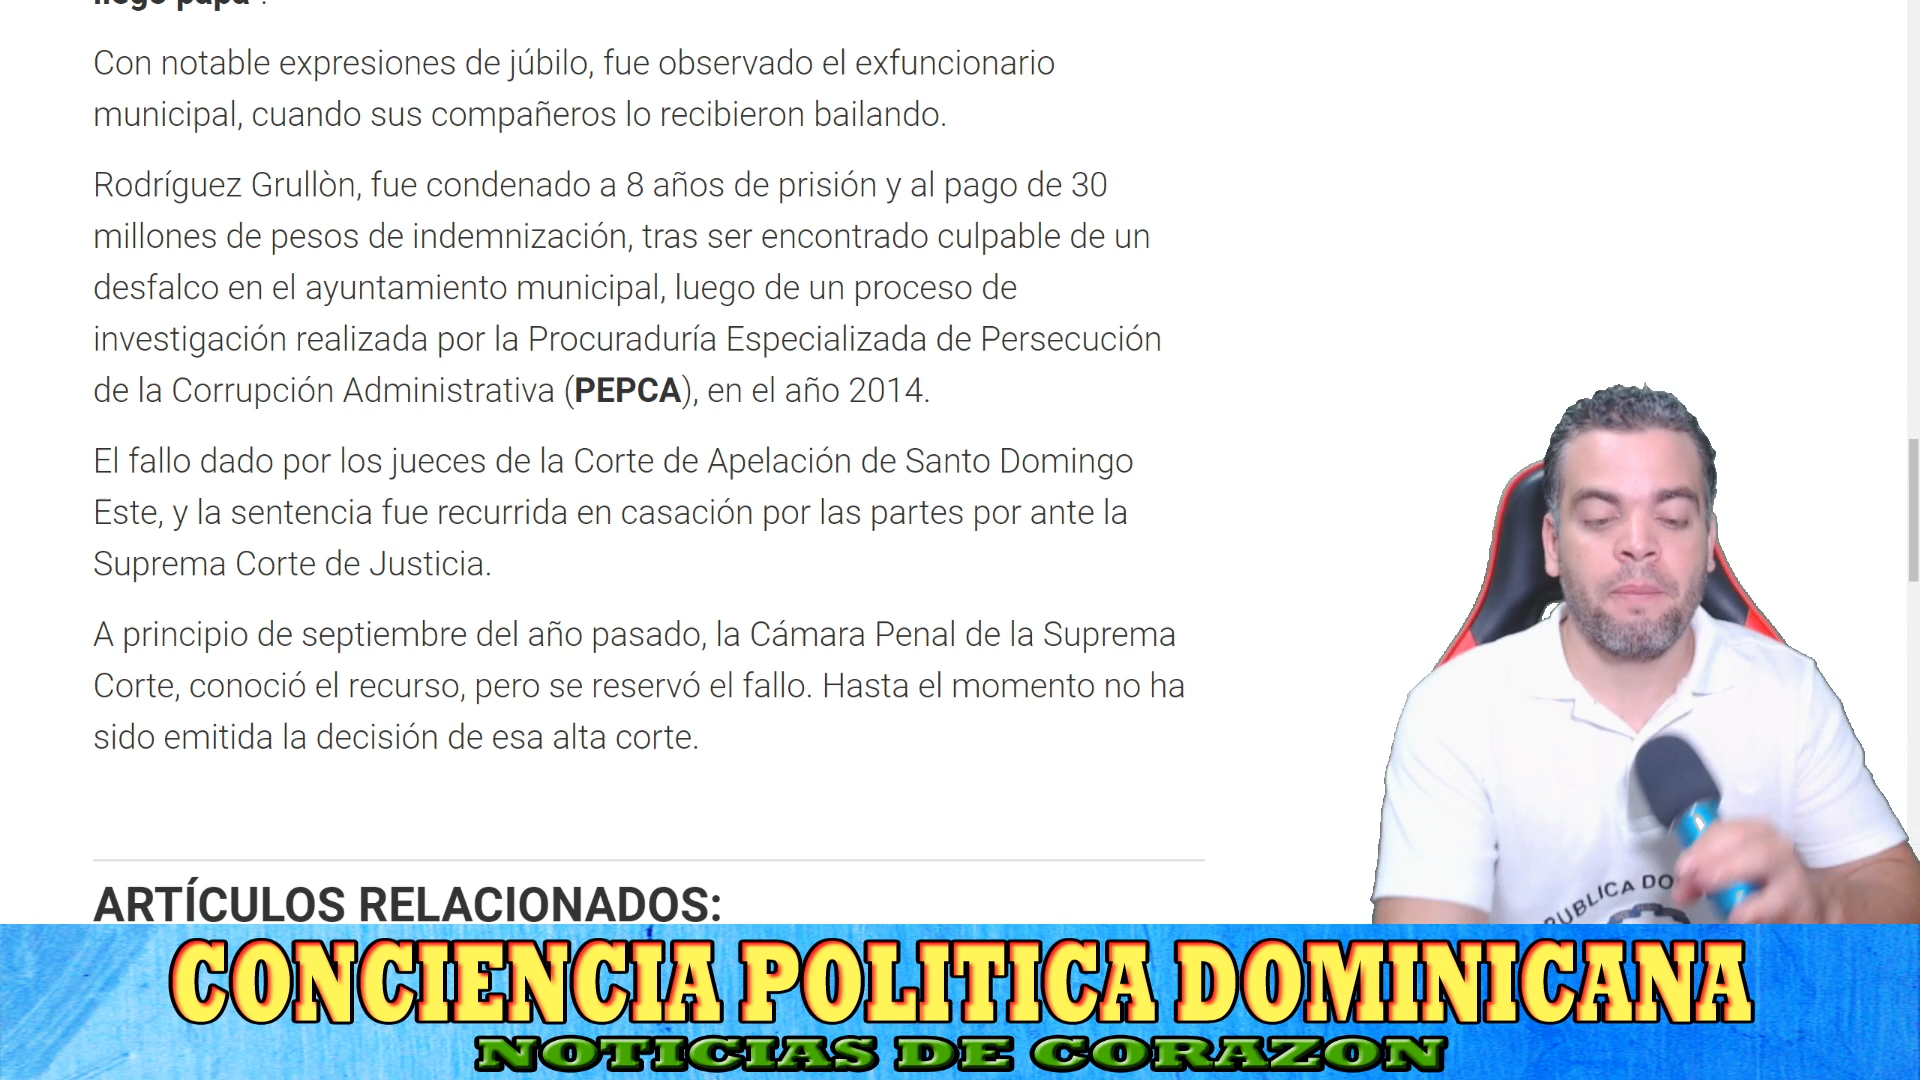 llegó papá".
Con notable expresiones de júbilo, fue observado el exfuncionario
municipal, cuando sus compañeros lo recibieron bailando.
Rodríguez Grullòn, fue condenado a 8 años de prisión y al pago de 30
millones de pesos de indemnización, tras ser encontrado culpable de un
desfalco en el ayuntamiento municipal, luego de un proceso de
investigación realizada por la Procuraduría Especializada de Persecución
de la Corrupción Administrativa (PEPCA), en el año 2014.
El fallo dado por los jueces de la Corte de Apelación de Santo Domingo
Este, y la sentencia fue recurrida en casación por las partes por ante la
Suprema Corte de Justicia.
A principio de septiembre del año pasado, la Cámara Penal de la Suprema
Corte, conoció el recurso, pero se reservó el fallo. Hasta el momento no ha
sido emitida la decisión de esa alta corte.
ARTÍCULOS RELACIONADOS:
PUBLICA DO
CONCIENCIA POLITICA DOMINICANA
NOTICIAS DE CORAZON